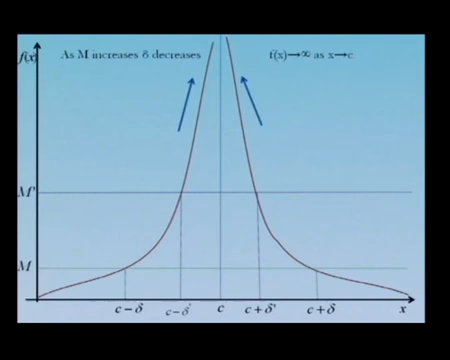 f(x)
As M increases δ decreases
f(x)→∞ as x→c
M'
M
c−δ
c−δ'
c
c+δ'
c+δ
x